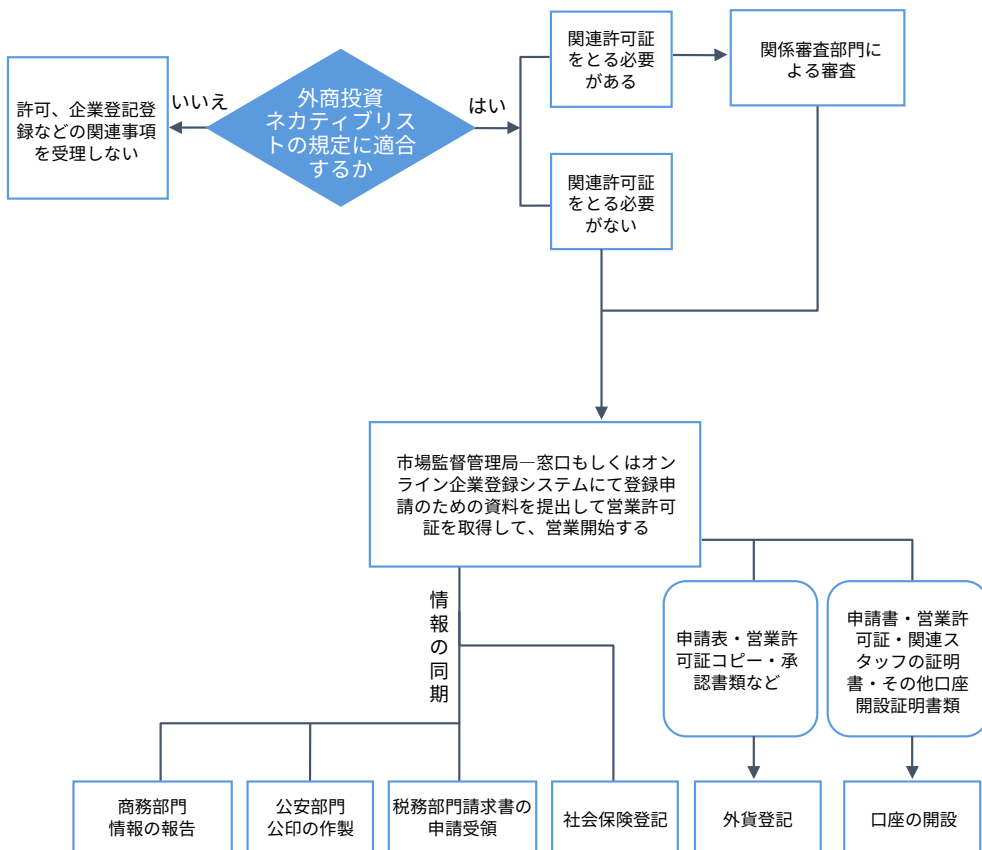 関連許可証
をとる必要
がある
関係審査部門に
よる審査
許可、企業登記登
録などの関連事項
を受理しない
いいえ
外商投資
ネカティブリス
トの規定に適合
するか
はい
関連許可証
をとる必要
がない
市場監督管理局―窓口もしくはオン
ライン企業登録システムにて登録申
請のための資料を提出して営業許可
証を取得して、営業開始する
情
報
の
同
期
申請表・営業許
可証コピー・承
認書類など
申請書・営業許
可証・関連ス
タッフの証明
書・その他口座
開設証明書類
商務部門
情報の報告
公安部門
公印の作製
税務部門請求書の
申請受領
社会保険登記
外貨登記
口座の開設